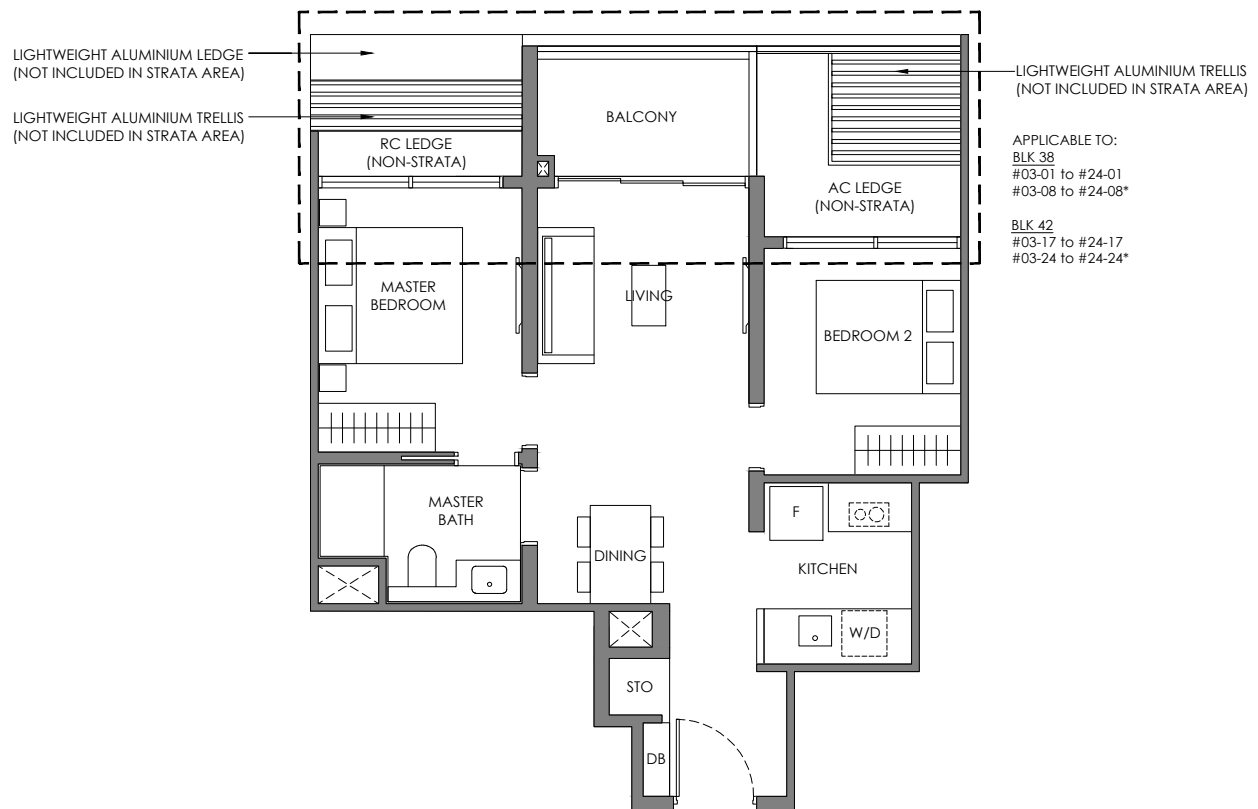 LIGHTWEIGHT ALUMINIUM LEDGE
(NOT INCLUDED IN STRATA AREA)
LIGHTWEIGHT ALUMINIUM TRELLIS
(NOT INCLUDED IN STRATA AREA)
RC LEDGE
(NON-STRATA)
BALCONY
LIGHTWEIGHT ALUMINIUM TRELLIS
(NOT INCLUDED IN STRATA AREA)
AC LEDGE
(NON-STRATA)
APPLICABLE TO:
BLK 38
#03-01 to #24-01
#03-08 to #24-08*
BLK 42
#03-17 to #24-17
#03-24 to #24-24*
MASTER
BEDROOM
LIVING
BEDROOM 2
MASTER
BATH
DINING
F
KITCHEN
W/D
STO
DB